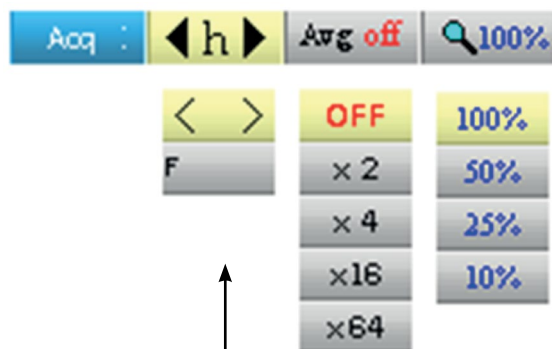 Acq : ◀ h ▶ Avg off 100%
< > OFF 100%
F × 2 50%
× 4 25%
×16 10%
×64